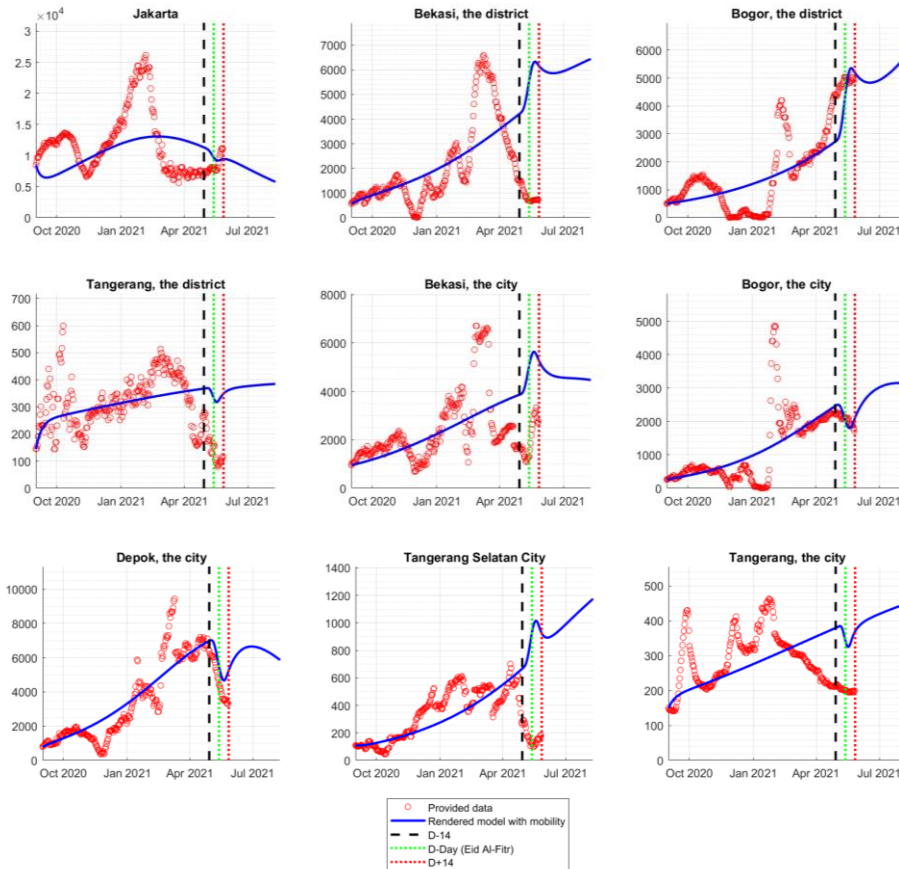 Jakarta
×10⁴
3
2.5
2
1.5
1
0.5
0
Oct 2020 Jan 2021 Apr 2021 Jul 2021
Bekasi, the district
7000
6000
5000
4000
3000
2000
1000
0
Oct 2020 Jan 2021 Apr 2021 Jul 2021
Bogor, the district
6000
5000
4000
3000
2000
1000
0
Oct 2020 Jan 2021 Apr 2021 Jul 2021
Tangerang, the district
700
600
500
400
300
200
100
0
Oct 2020 Jan 2021 Apr 2021 Jul 2021
Bekasi, the city
8000
6000
4000
2000
0
Oct 2020 Jan 2021 Apr 2021 Jul 2021
Bogor, the city
5000
4000
3000
2000
1000
0
Oct 2020 Jan 2021 Apr 2021 Jul 2021
Depok, the city
10000
8000
6000
4000
2000
0
Oct 2020 Jan 2021 Apr 2021 Jul 2021
Tangerang Selatan City
1400
1200
1000
800
600
400
200
0
Oct 2020 Jan 2021 Apr 2021 Jul 2021
Tangerang, the city
500
400
300
200
100
0
Oct 2020 Jan 2021 Apr 2021 Jul 2021
Provided data
Rendered model with mobility
D-14
D-Day (Eid Al-Fitr)
D+14